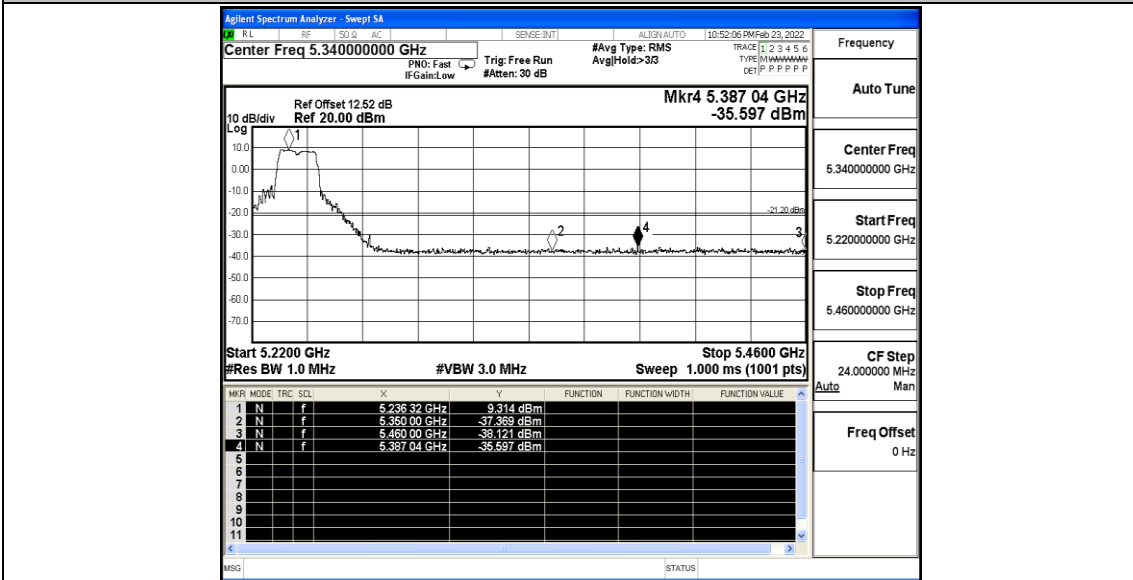 Agilent Spectrum Analyzer - Swept SA
RL RF 50 Ω AC SENSE:INT ALIGN AUTO 10:52:06 PM Feb 23, 2022
Center Freq 5.340000000 GHz
PNO: Fast
IFGain:Low
Trig: Free Run
#Atten: 30 dB
#Avg Type: RMS
Avg|Hold:>3/3
TRACE 1 2 3 4 5 6
TYPE M
DET P P P P P P
Ref Offset 12.52 dB
10 dB/div Ref 20.00 dBm
Log
Mkr4 5.387 04 GHz
-35.597 dBm
10.0
0.00
-10.0
-20.0
-30.0
-40.0
-50.0
-60.0
-70.0
1
2
4
3
-21.20 dBm
Start 5.2200 GHz Stop 5.4600 GHz
#Res BW 1.0 MHz #VBW 3.0 MHz Sweep 1.000 ms (1001 pts)
MKR MODE TRC SCL X Y FUNCTION FUNCTION WIDTH FUNCTION VALUE
1 N f 5.236 32 GHz 9.314 dBm
2 N f 5.350 00 GHz -37.369 dBm
3 N f 5.460 00 GHz -38.121 dBm
4 N f 5.387 04 GHz -35.597 dBm
5
6
7
8
9
10
11
MSG STATUS
Frequency
Auto Tune
Center Freq
5.340000000 GHz
Start Freq
5.220000000 GHz
Stop Freq
5.460000000 GHz
CF Step
24.000000 MHz
Auto Man
Freq Offset
0 Hz